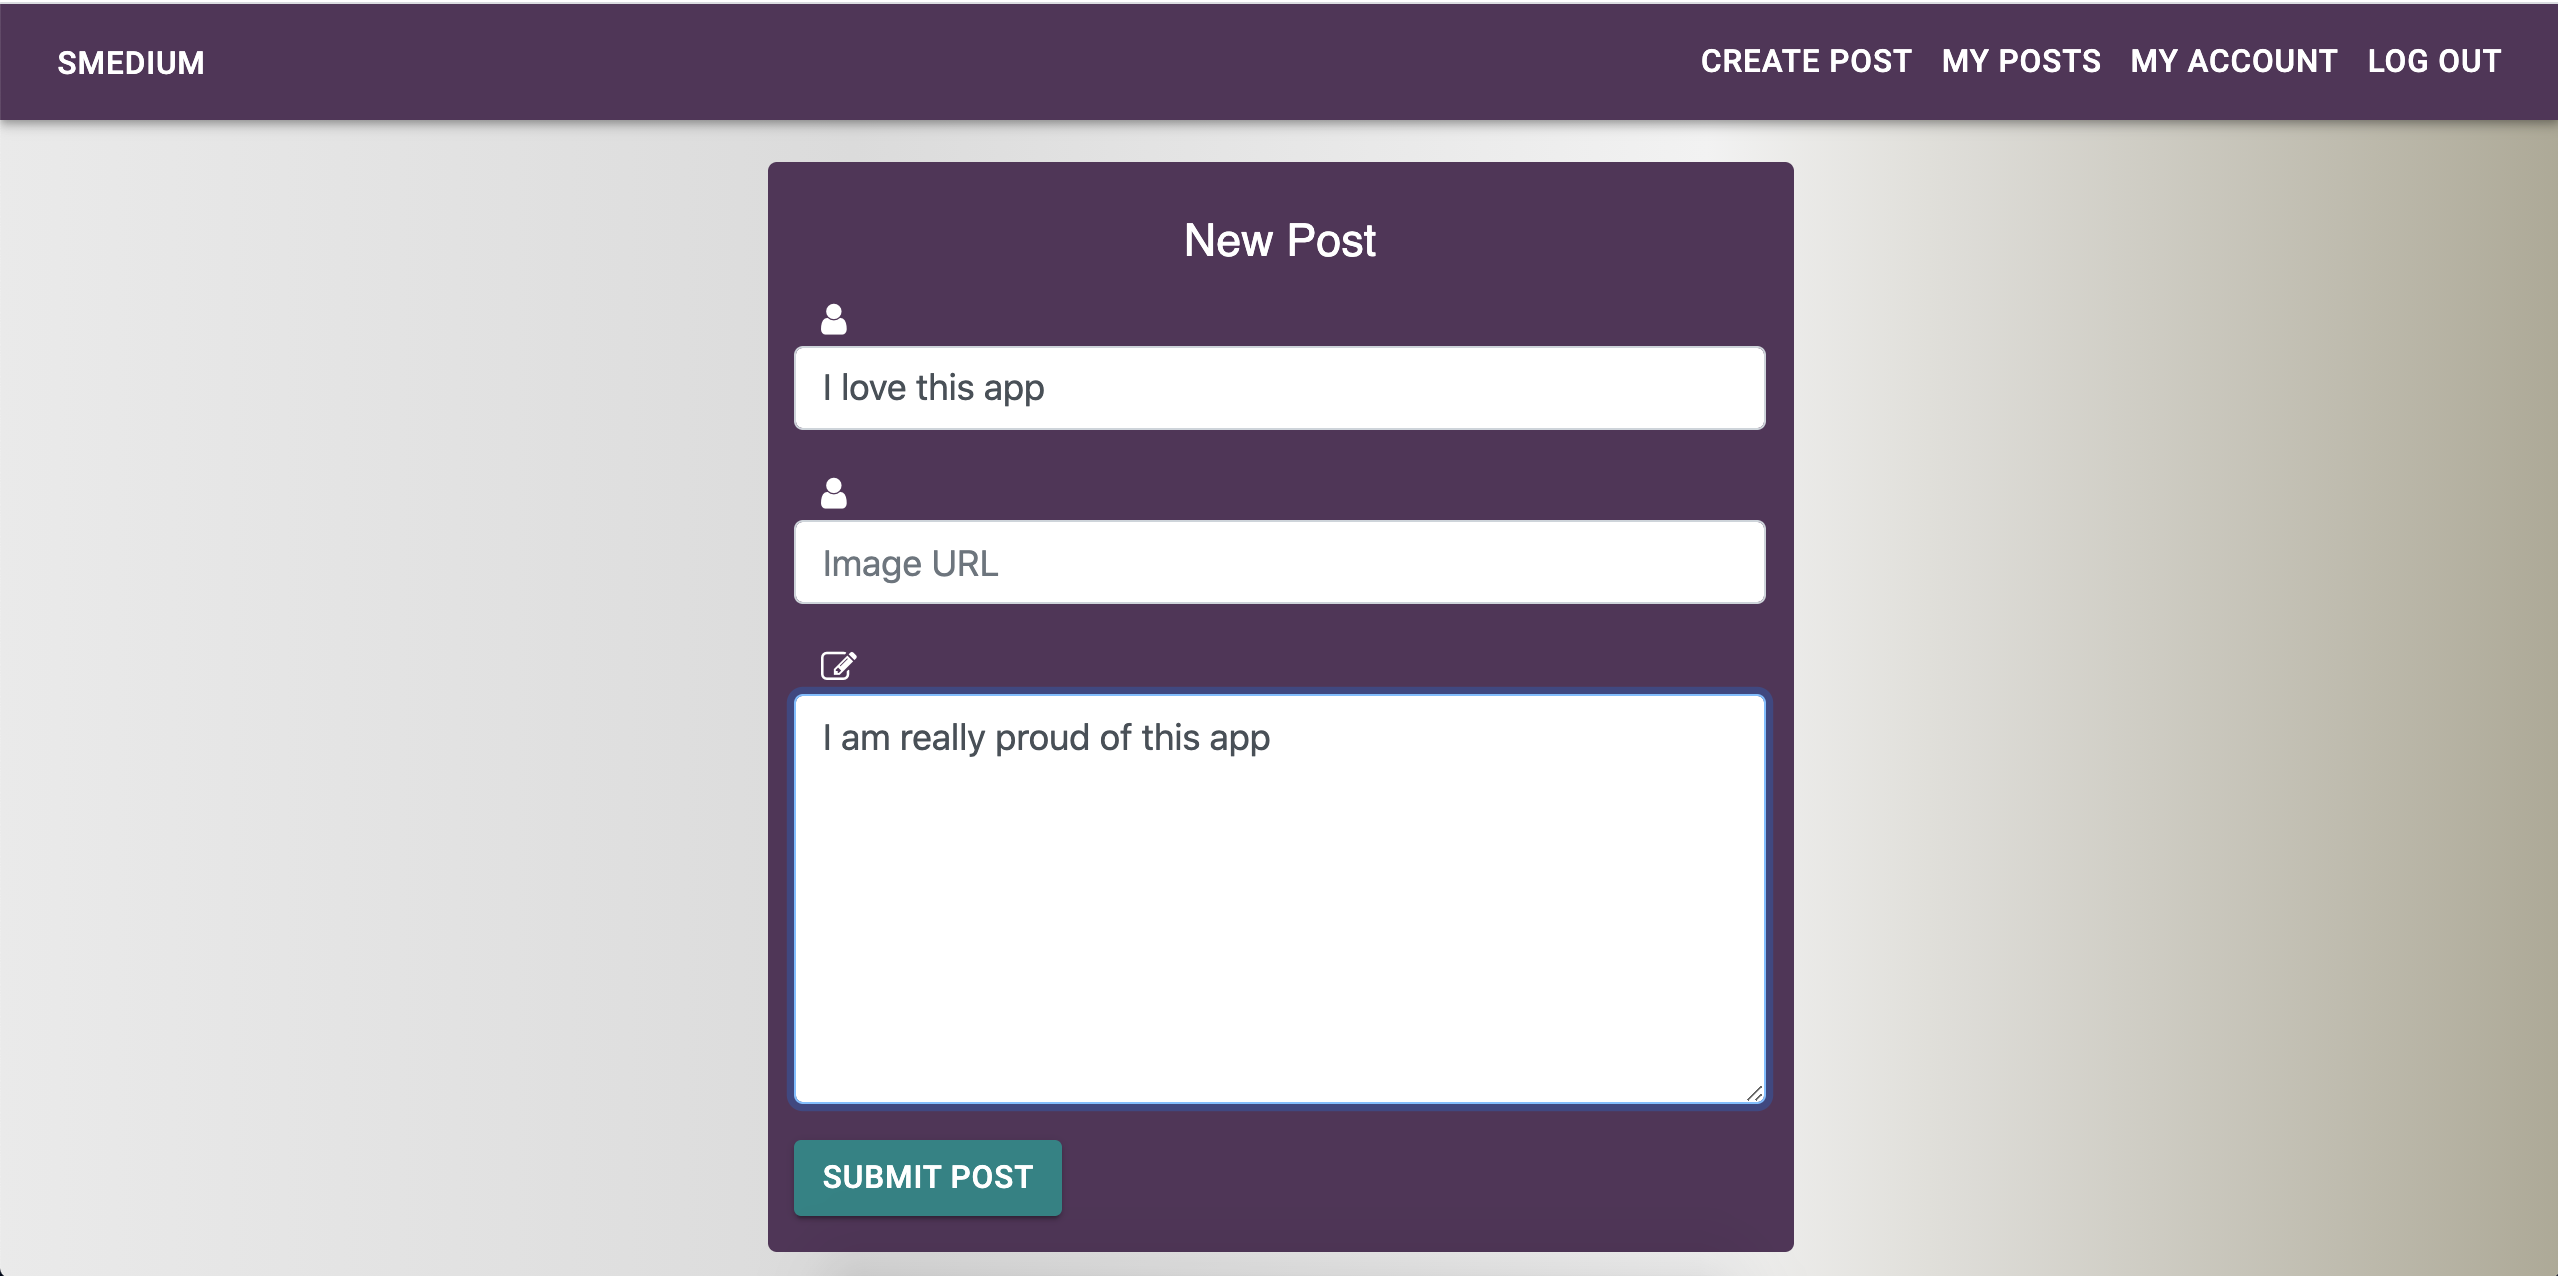 SMEDIUM
CREATE POST MY POSTS MY ACCOUNT LOG OUT
New Post
I love this app
Image URL
I am really proud of this app
SUBMIT POST